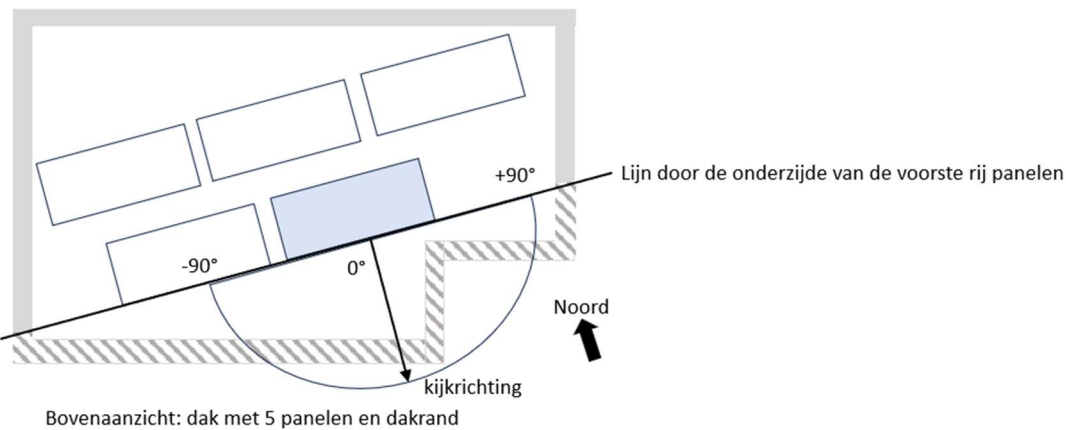 +90°
Lijn door de onderzijde van de voorste rij panelen
-90°
0°
Noord
kijkrichting
Bovenaanzicht: dak met 5 panelen en dakrand